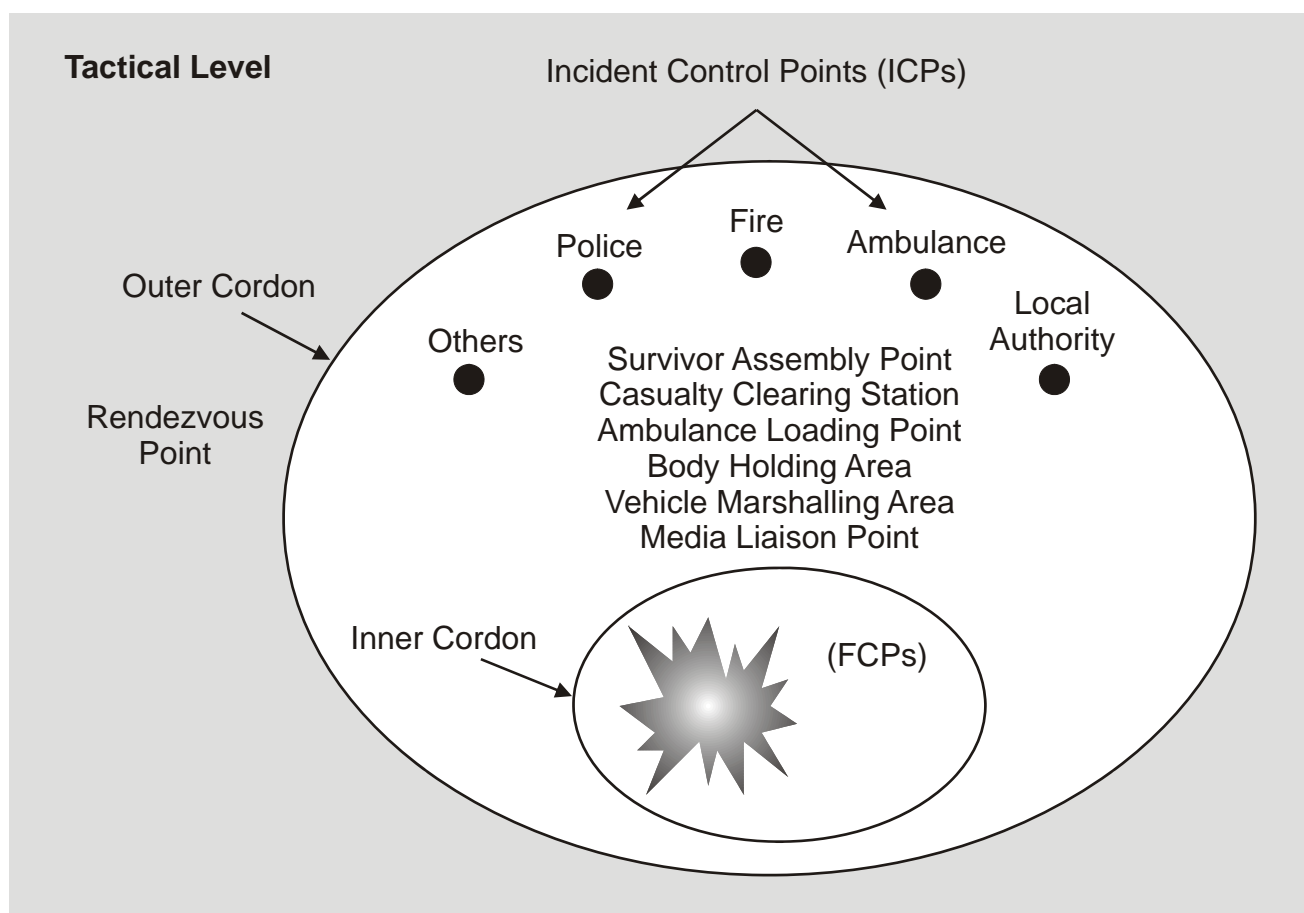 Tactical Level
Incident Control Points (ICPs)
Fire
Police
Ambulance
Outer Cordon
Local
Authority
Others
Survivor Assembly Point
Casualty Clearing Station
Ambulance Loading Point
Body Holding Area
Vehicle Marshalling Area
Media Liaison Point
Rendezvous
Point
Inner Cordon
(FCPs)